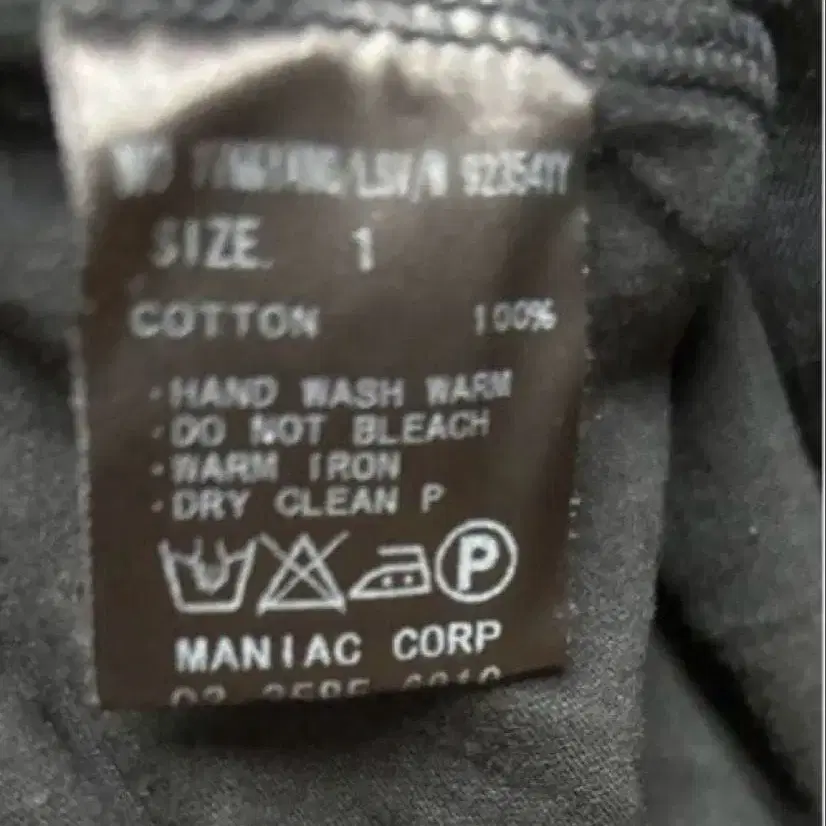 SIZE. 1
COTTON 100%
·HAND WASH WARM
·DO NOT BLEACH
·WARM IRON
·DRY CLEAN P
P
MANIAC CORP